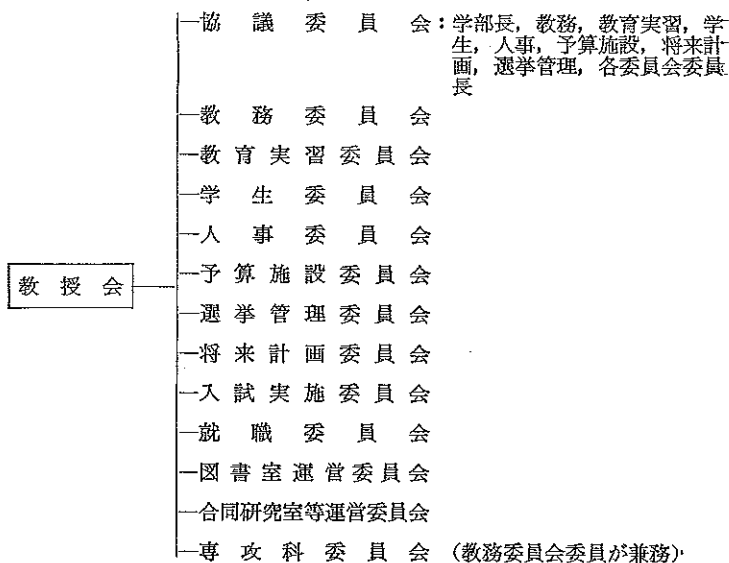 協議委員会：学部長，教務，教育実習，学
生，人事，予算施設，将来計
画，選挙管理，各委員会委員
長
教務委員会
教育実習委員会
学生委員会
人事委員会
教授会
予算施設委員会
選挙管理委員会
将来計画委員会
入試実施委員会
就職委員会
図書室運営委員会
合同研究室等運営委員会
専攻科委員会（教務委員会委員が兼務）